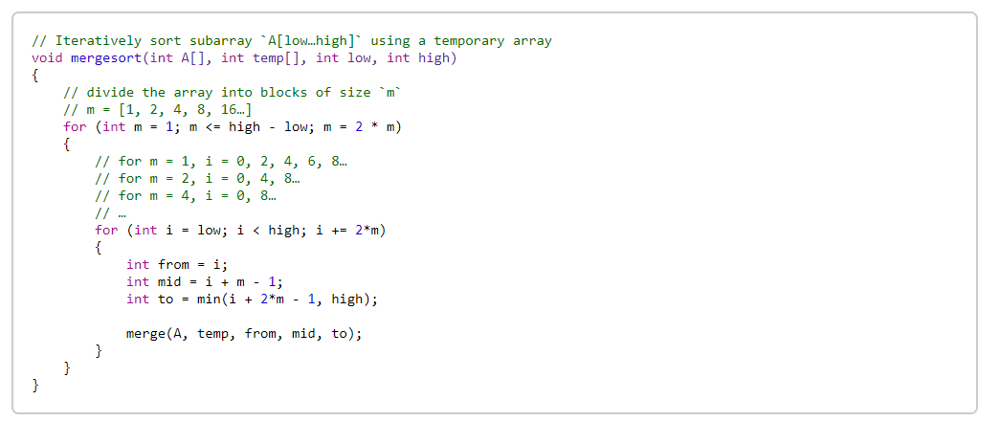 // Iteratively sort subarray `A[low…high]` using a temporary array
void mergesort(int A[], int temp[], int low, int high)
{
    // divide the array into blocks of size `m`
    // m = [1, 2, 4, 8, 16…]
    for (int m = 1; m <= high - low; m = 2 * m)
    {
        // for m = 1, i = 0, 2, 4, 6, 8…
        // for m = 2, i = 0, 4, 8…
        // for m = 4, i = 0, 8…
        // …
        for (int i = low; i < high; i += 2*m)
        {
            int from = i;
            int mid = i + m - 1;
            int to = min(i + 2*m - 1, high);

            merge(A, temp, from, mid, to);
        }
    }
}